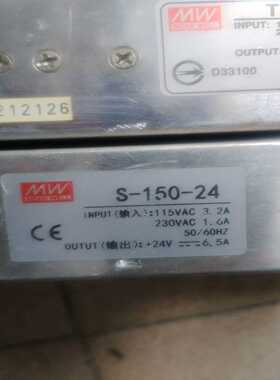 MW
T
INPUT:
OUTPUT:
D33100
212126
MW
S-150-24
INPUT(输入):115VAC 3.2A
230VAC 1.6A
50/60HZ
CE
OUTUT(输出):+24V⎓6.5A